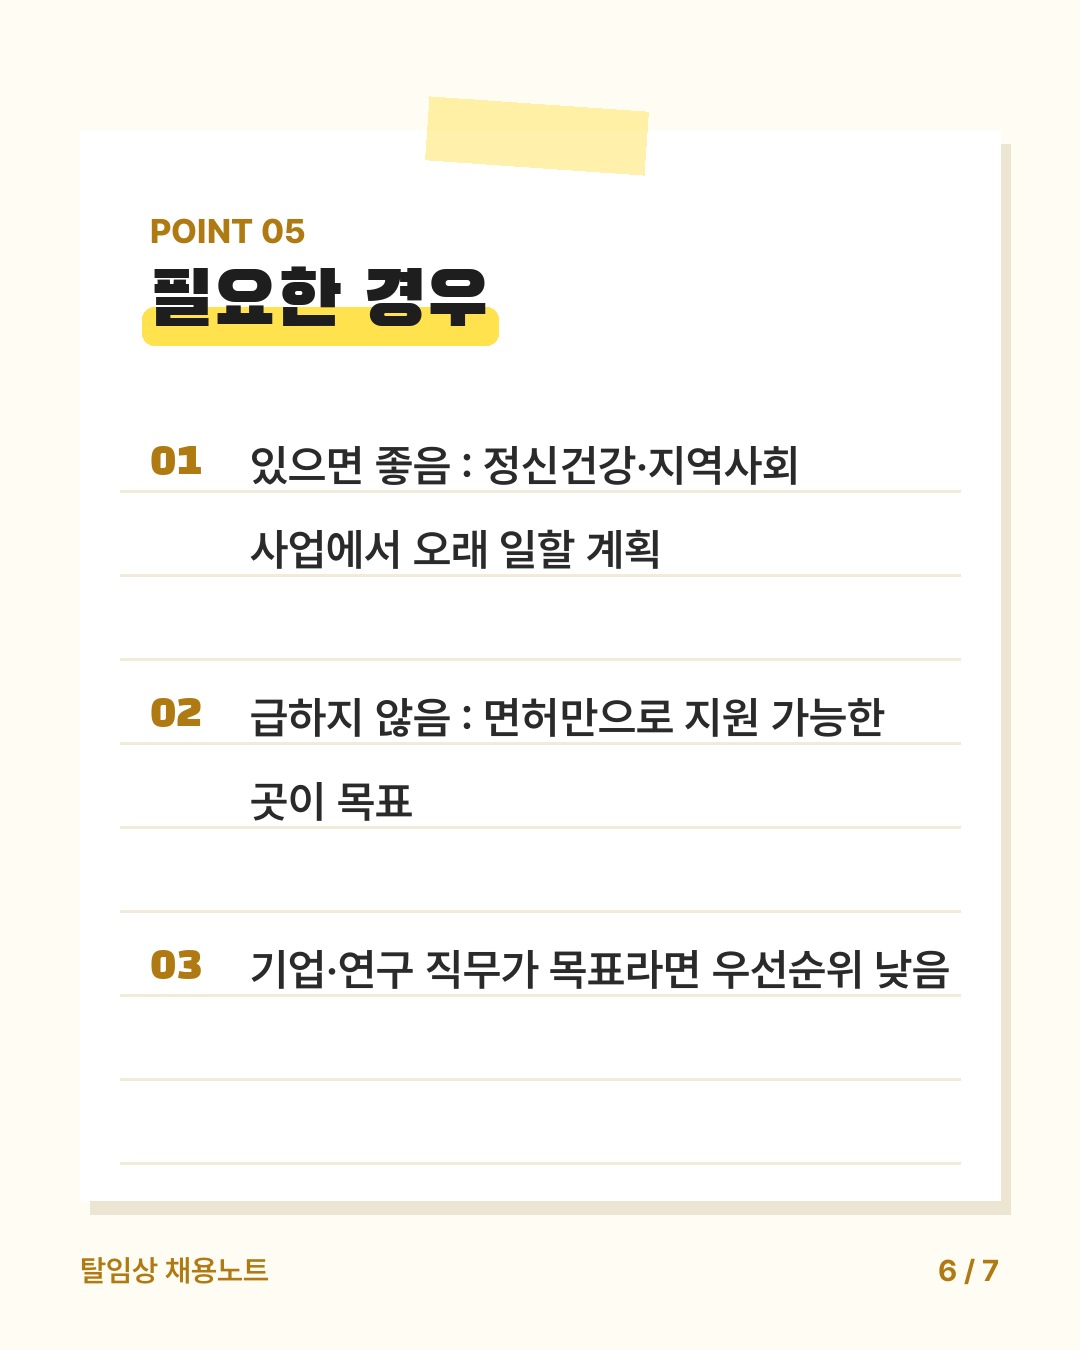 POINT 05
필요한 경우
01 있으면 좋음 : 정신건강·지역사회
사업에서 오래 일할 계획
02 급하지 않음 : 면허만으로 지원 가능한
곳이 목표
03 기업·연구 직무가 목표라면 우선순위 낮음
탈임상 채용노트
6 / 7